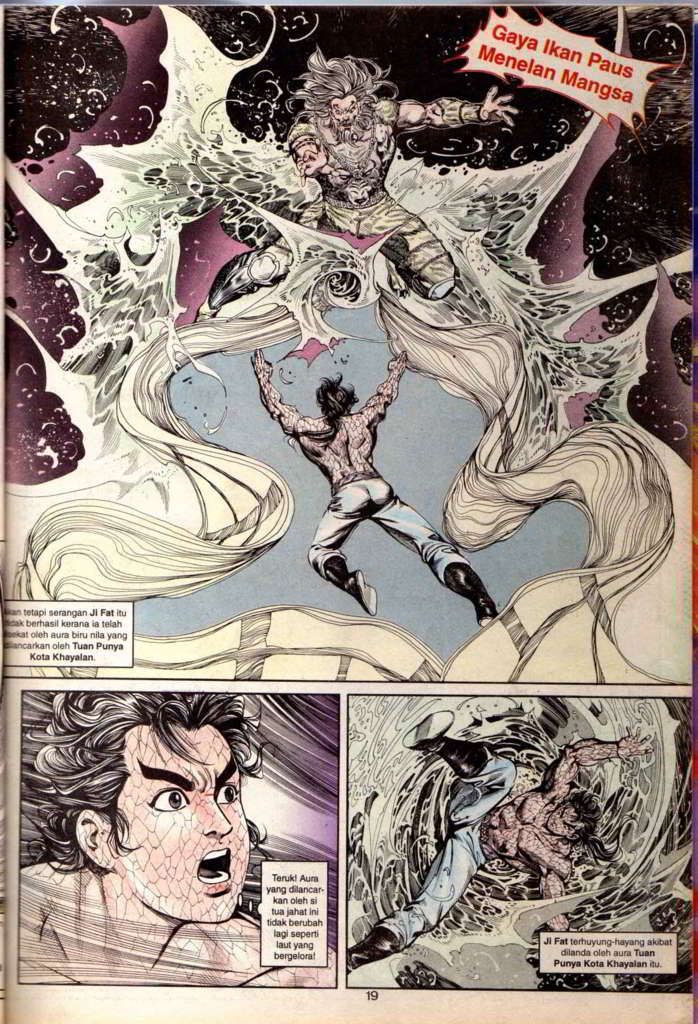 Gaya Ikan Paus
Menelan Mangsa
tetapi serangan Ji Fat itu
tidak berhasil kerana ia telah
oleh aura biru nila yang
dilancarkan oleh Tuan Punya
Kota Khayalan.
Teruk! Aura
yang dilancar-
kan oleh si
tua jahat ini
tidak berubah
lagi seperti
laut yang
bergelora!
Ji Fat terhuyung-hayang akibat
dilanda oleh aura Tuan
Punya Kota Khayalan itu.
19